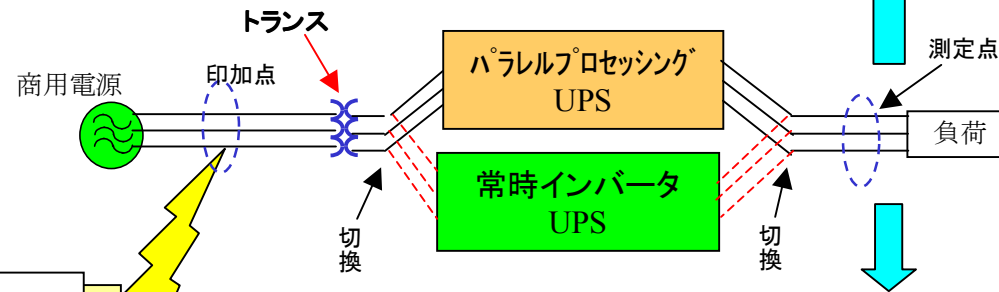 トランス
商用電源
印加点
パラレルプロセッシング
UPS
測定点
負荷
常時インバータ
UPS
切
換
切
換